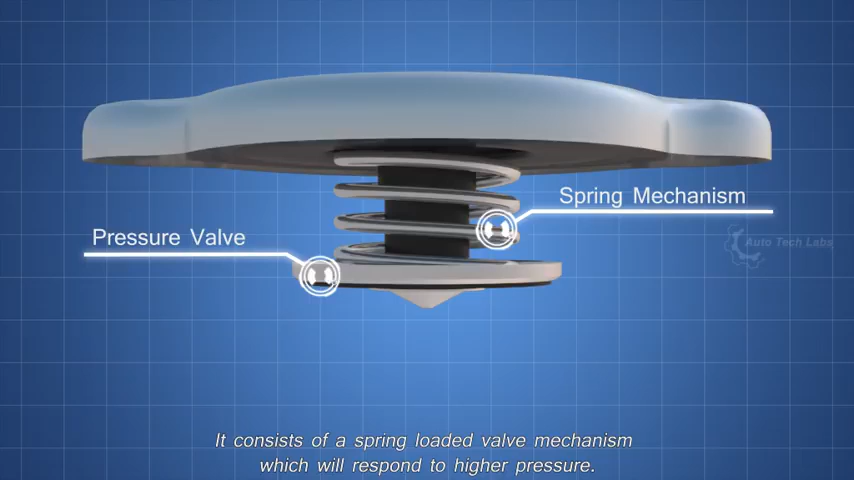 Spring Mechanism
Pressure Valve
Auto Tech Labs
It consists of a spring loaded valve mechanism
which will respond to higher pressure.